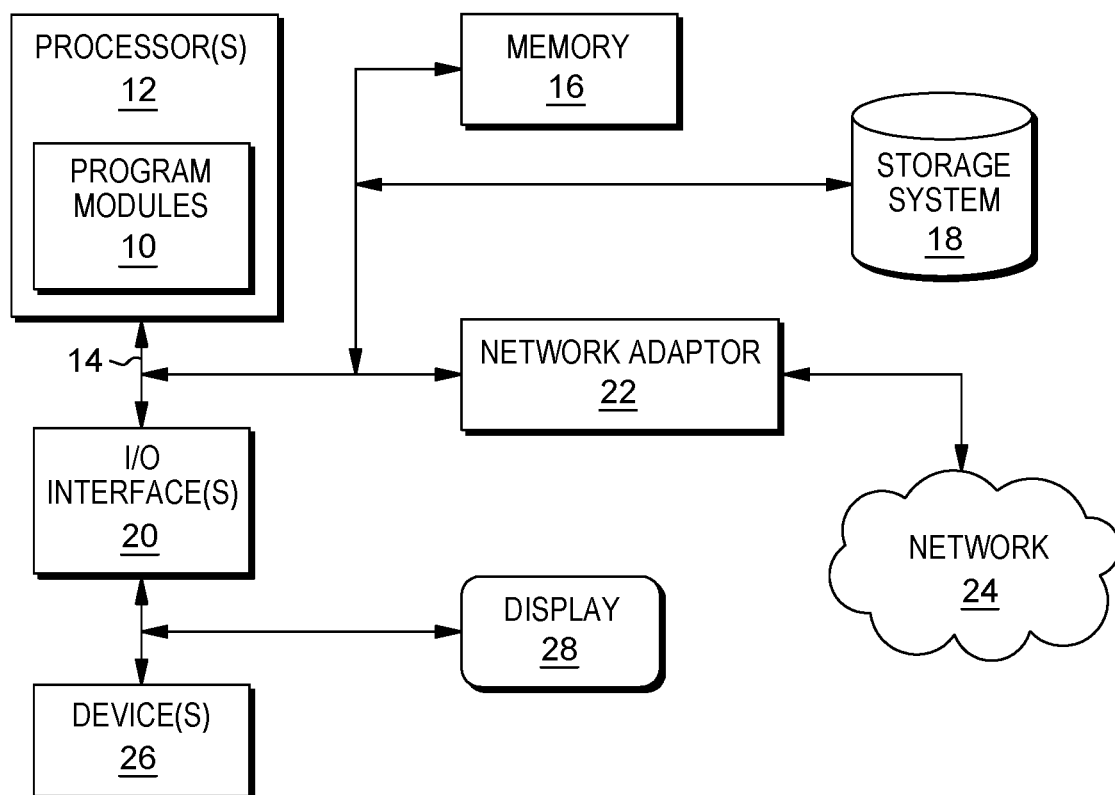 PROCESSOR(S)
12
PROGRAM
MODULES
10
MEMORY
16
STORAGE
SYSTEM
18
14
NETWORK ADAPTOR
22
I/O
INTERFACE(S)
20
NETWORK
24
DISPLAY
28
DEVICE(S)
26